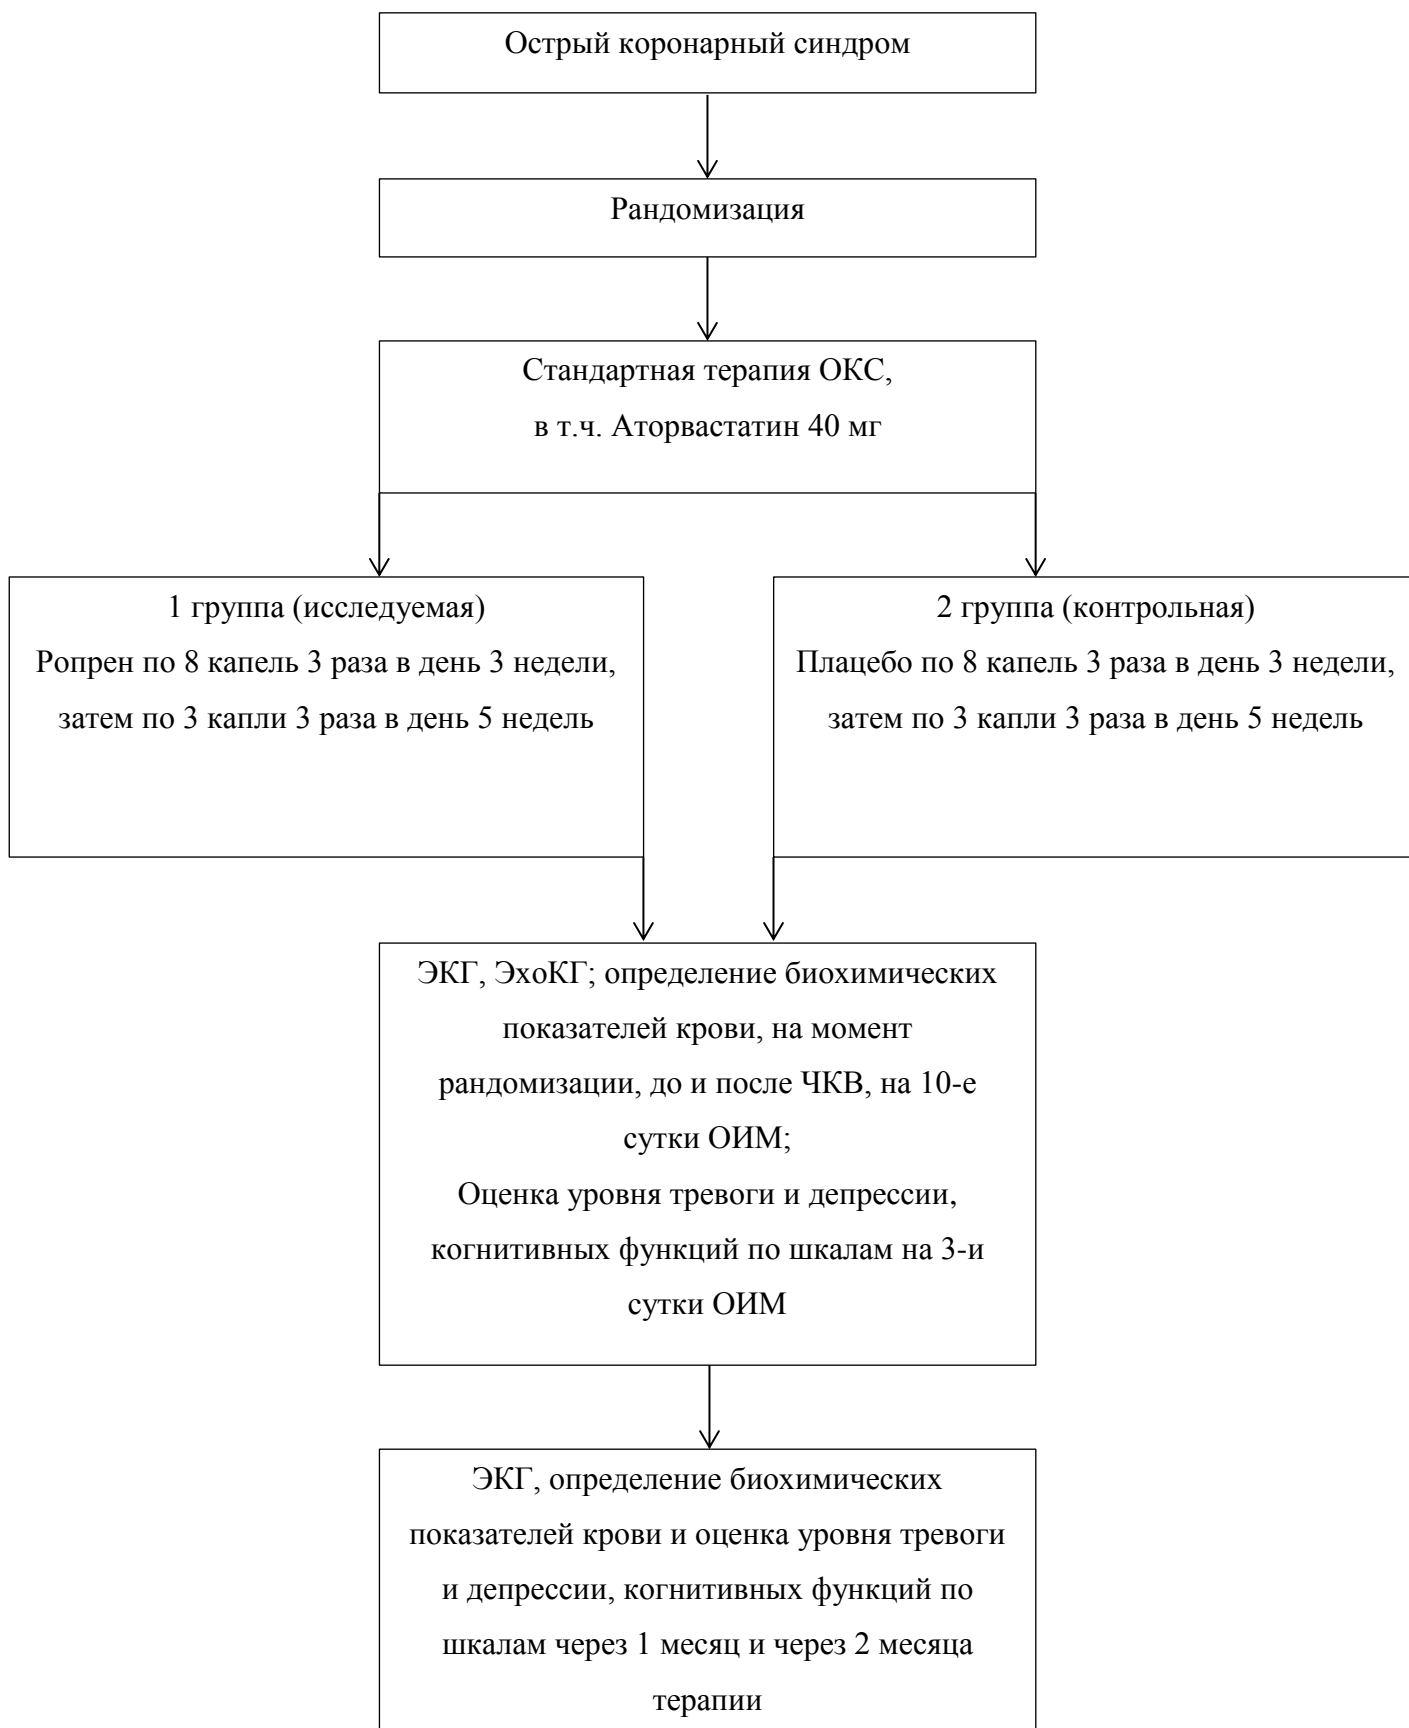 Острый коронарный синдром
Рандомизация
Стандартная терапия ОКС,
в т.ч. Аторвастатин 40 мг
1 группа (исследуемая)
Ропрен по 8 капель 3 раза в день 3 недели,
затем по 3 капли 3 раза в день 5 недель
2 группа (контрольная)
Плацебо по 8 капель 3 раза в день 3 недели,
затем по 3 капли 3 раза в день 5 недель
ЭКГ, ЭхоКГ; определение биохимических
показателей крови, на момент
рандомизации, до и после ЧКВ, на 10-е
сутки ОИМ;
Оценка уровня тревоги и депрессии,
когнитивных функций по шкалам на 3-и
сутки ОИМ
ЭКГ, определение биохимических
показателей крови и оценка уровня тревоги
и депрессии, когнитивных функций по
шкалам через 1 месяц и через 2 месяца
терапии